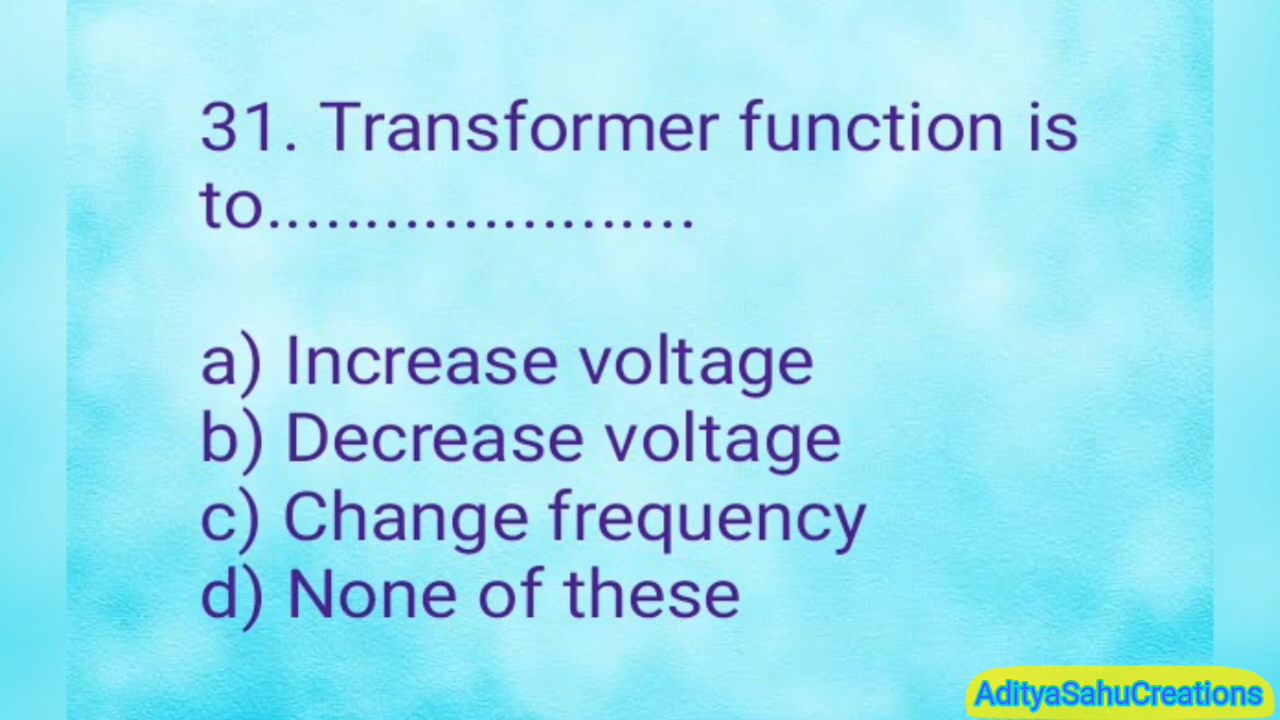 31. Transformer function is
to......................
a) Increase voltage
b) Decrease voltage
c) Change frequency
d) None of these
AdityaSahuCreations